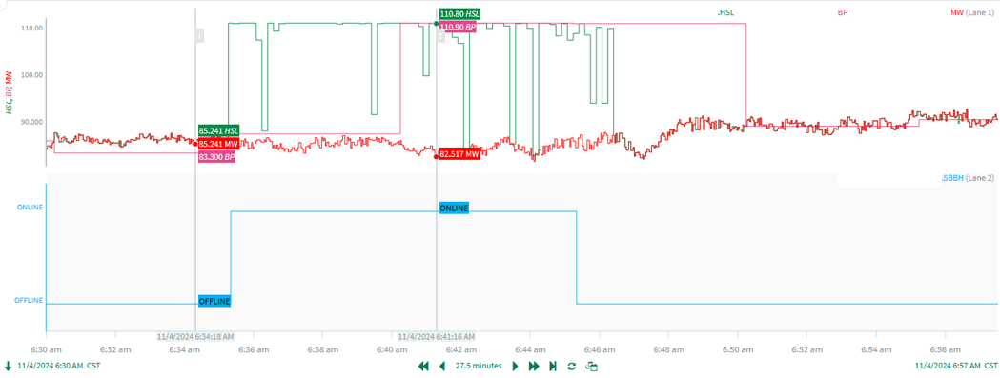 .HSL BP MW (Lane 1)
110.80 HSL
110.90 BP
110.00
1
2
100.00
HSL, BP, MW
90.000
85.241 HSL
85.241 MW
83.300 BP
82.517 MW
.SBBH (Lane 2)
ONLINE
ONLINE
OFFLINE
OFFLINE
11/4/2024 6:34:18 AM 11/4/2024 6:41:16 AM
6:30 am 6:32 am 6:34 am 6:36 am 6:38 am 6:40 am 6:42 am 6:44 am 6:46 am 6:48 am 6:50 am 6:52 am 6:54 am 6:56 am
11/4/2024 6:30 AM CST 27.5 minutes 11/4/2024 6:57 AM CST